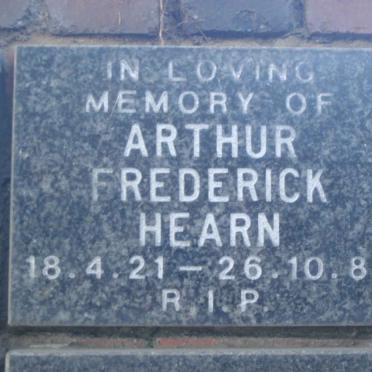 IN LOVING
MEMORY OF
ARTHUR
FREDERICK
HEARN
18.4.21 – 26.10.8
R.I.P.